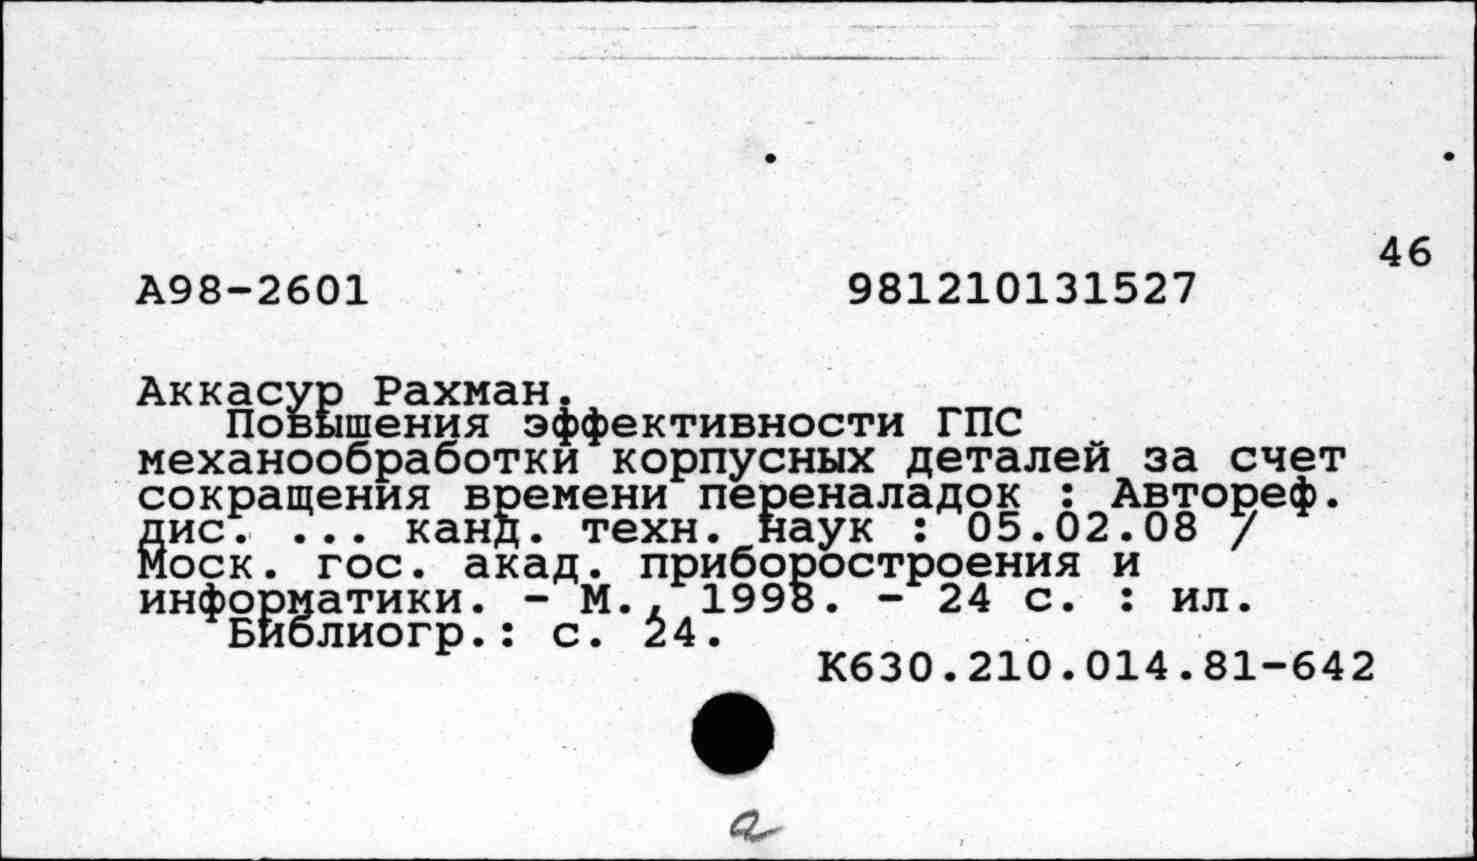 46
А98-2601 981210131527
Аккасур Рахман.
Повышения эффективности ГПС
механообработки корпусных деталей за счет
сокращения времени переналадок : Автореф.
дис. ... канд. техн. наук : 05.02.08 /
Моск. гос. акад. приборостроения и
информатики. - М., 1998. - 24 с. : ил.
Библиогр.: с. 24.
К630.210.014.81-642